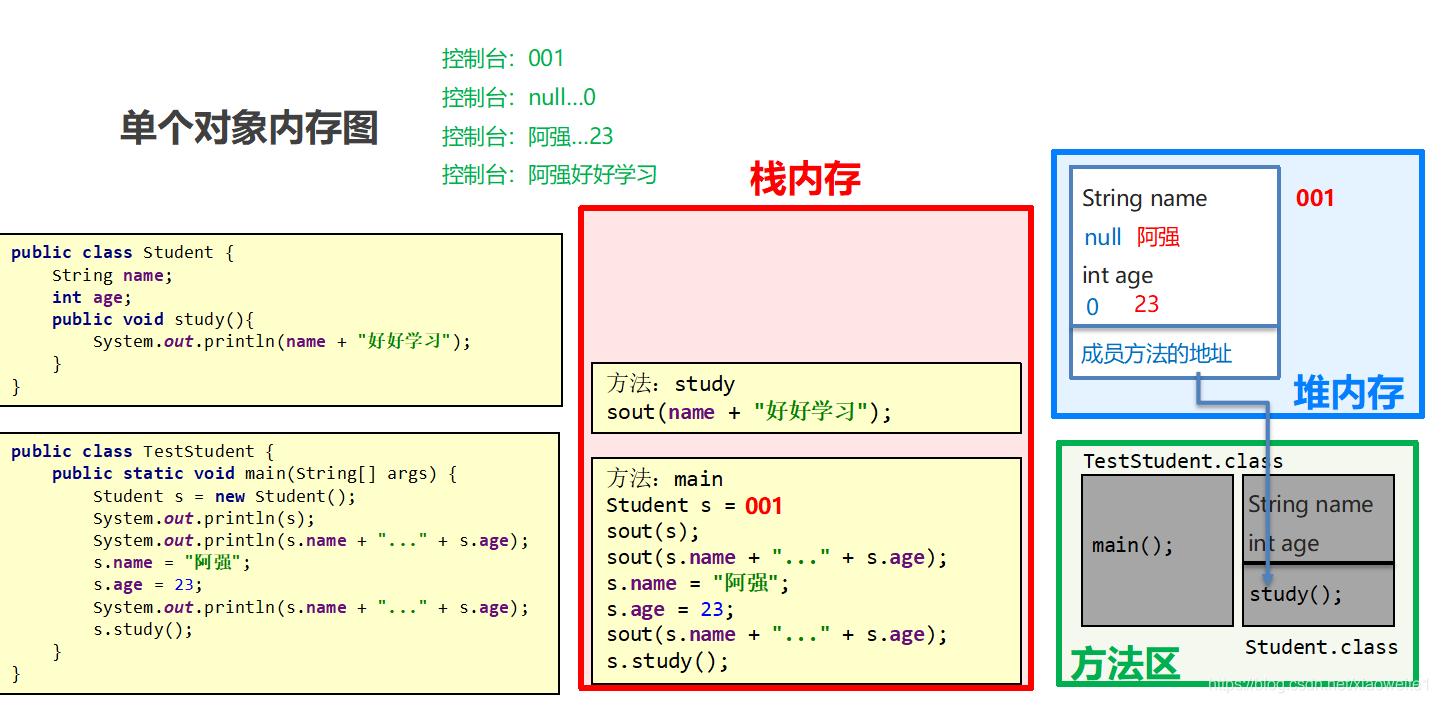 控制台：001
控制台：null...0
控制台：阿强...23
控制台：阿强好好学习
单个对象内存图
public class Student {
    String name;
    int age;
    public void study(){
        System.out.println(name + "好好学习");
    }
}
public class TestStudent {
    public static void main(String[] args) {
        Student s = new Student();
        System.out.println(s);
        System.out.println(s.name + "..." + s.age);
        s.name = "阿强";
        s.age = 23;
        System.out.println(s.name + "..." + s.age);
        s.study();
    }
}
栈内存
方法：study
sout(name + "好好学习");
方法：main
Student s = 001
sout(s);
sout(s.name + "..." + s.age);
s.name = "阿强";
s.age = 23;
sout(s.name + "..." + s.age);
s.study();
String name
001
null 阿强
int age
0 23
成员方法的地址
堆内存
TestStudent.class
main();
String name
int age
study();
Student.class
方法区